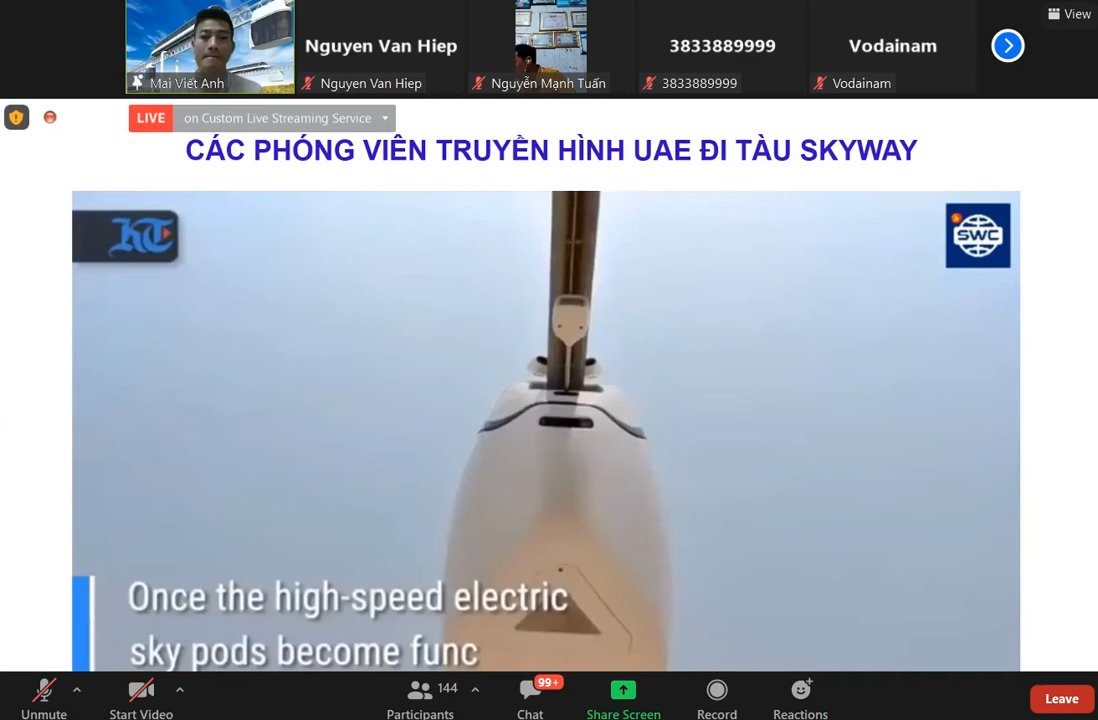 View
Nguyen Van Hiep
3833889999
Vodainam
Mai Viết Anh
Nguyen Van Hiep
Nguyễn Mạnh Tuấn
3833889999
Vodainam
LIVE
on Custom Live Streaming Service
CÁC PHÓNG VIÊN TRUYỀN HÌNH UAE ĐI TÀU SKYWAY
KT
SWC
Once the high-speed electric
sky pods become func
144
99+
Unmute
Start Video
Participants
Chat
Share Screen
Record
Reactions
Leave